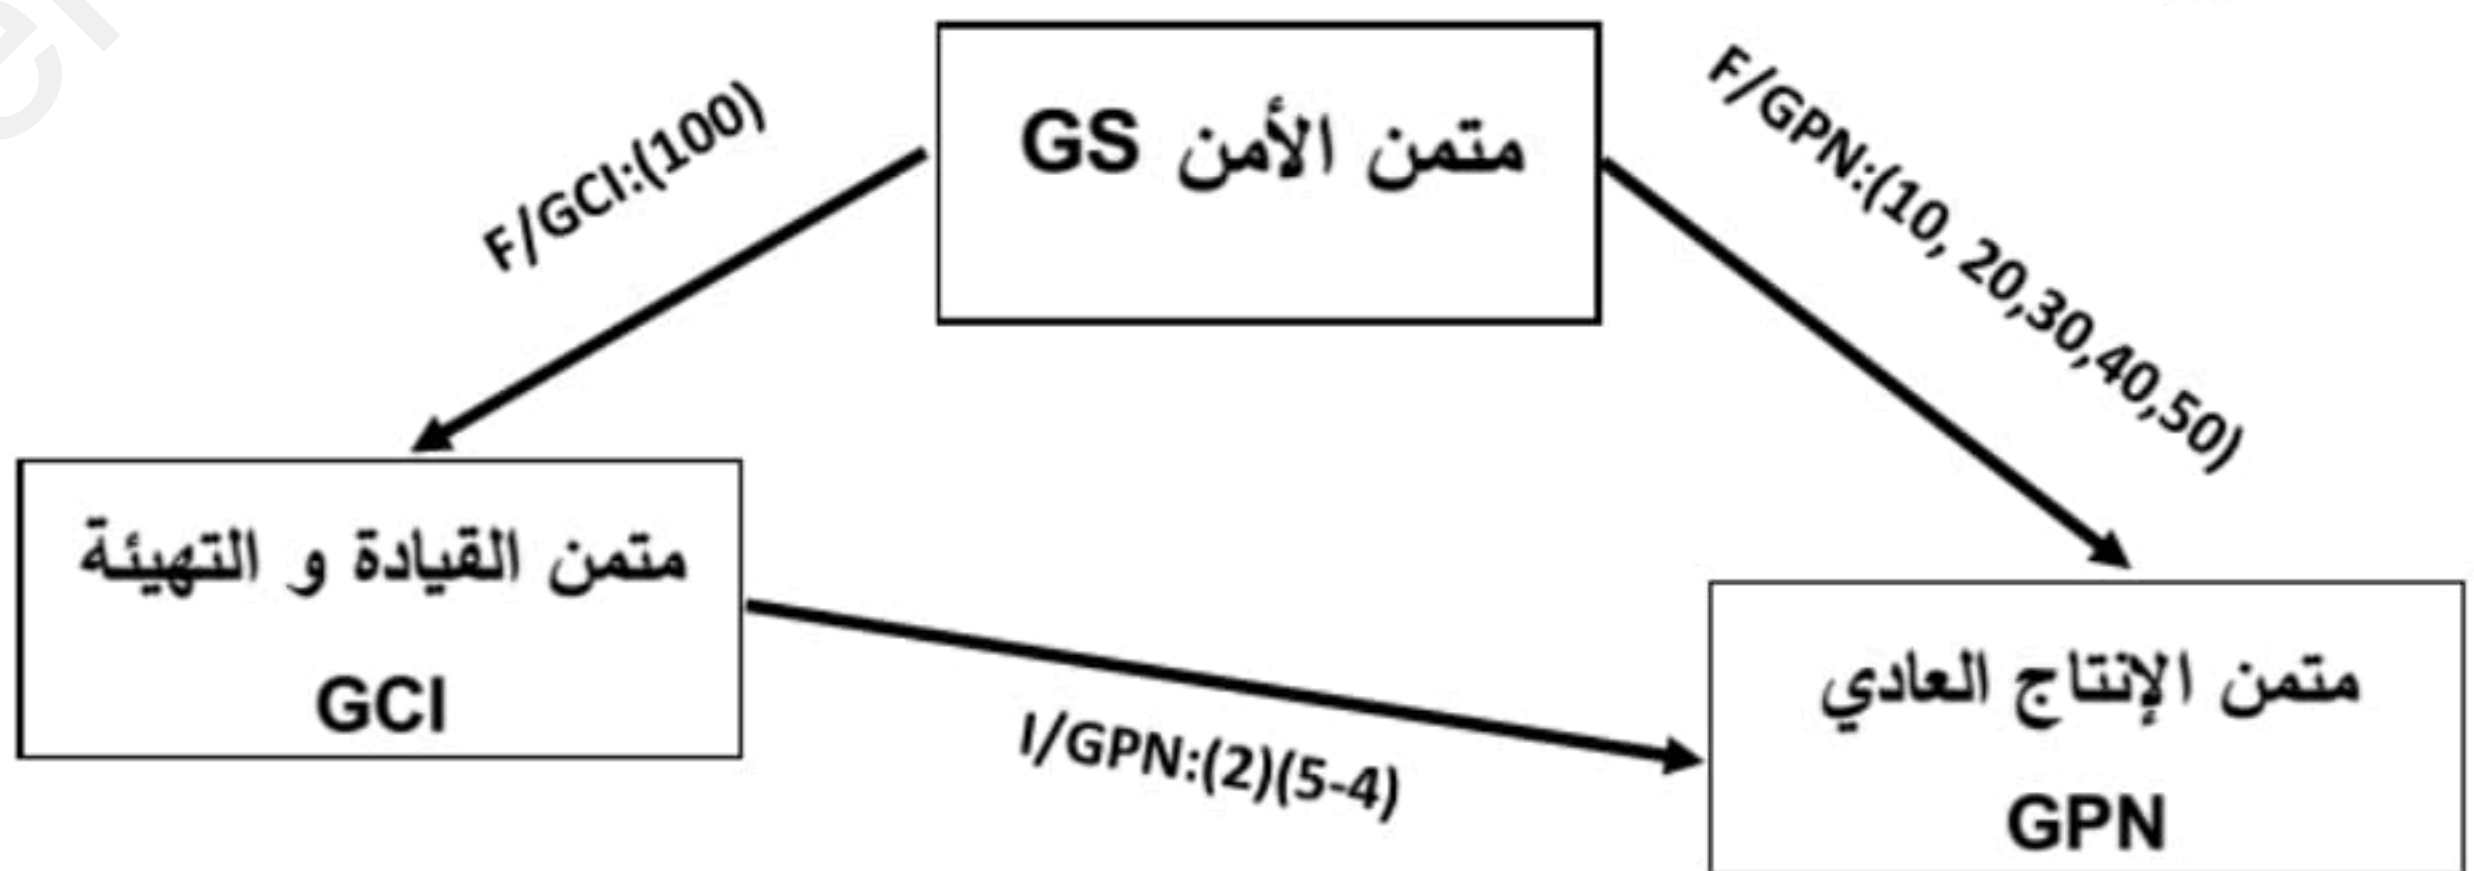 متمن الأمن GS
F/GCI:(100)
F/GPN:(10, 20,30,40,50)
متمن القيادة و التهيئة
GCI
I/GPN:(2)(5-4)
متمن الإنتاج العادي
GPN